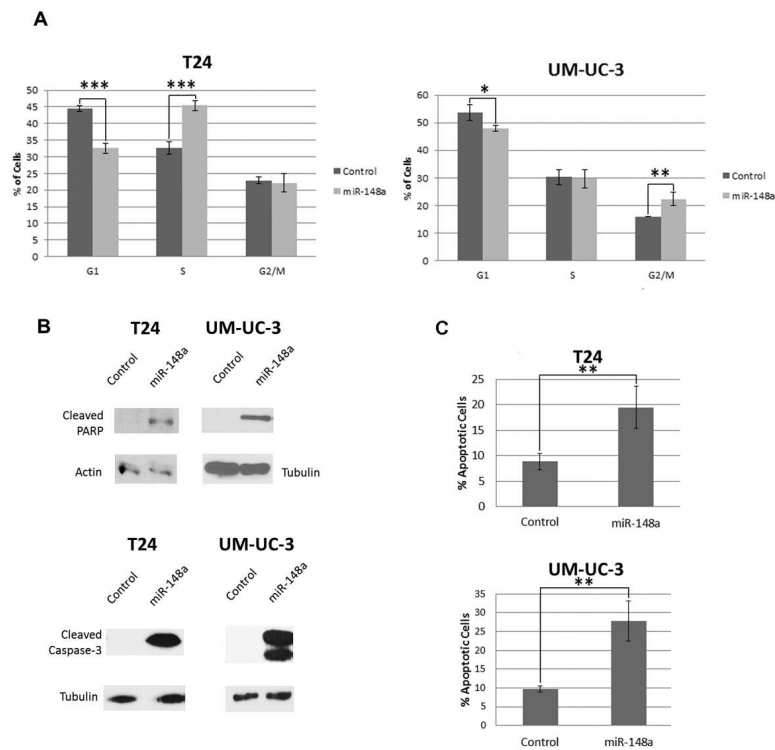 A
T24
***
***
% of Cells
50
45
40
35
30
25
20
15
10
5
0
G1
S
G2/M
Control
miR-148a
UM-UC-3
*
**
% of Cells
60
50
40
30
20
10
0
G1
S
G2/M
Control
miR-148a
B
T24
UM-UC-3
Control
miR-148a
Control
miR-148a
Cleaved
PARP
Actin
Tubulin
T24
UM-UC-3
Control
miR-148a
Control
miR-148a
Cleaved
Caspase-3
Tubulin
C
T24
**
% Apoptotic Cells
25
20
15
10
5
0
Control
miR-148a
UM-UC-3
**
% Apoptotic Cells
35
30
25
20
15
10
5
0
Control
miR-148a